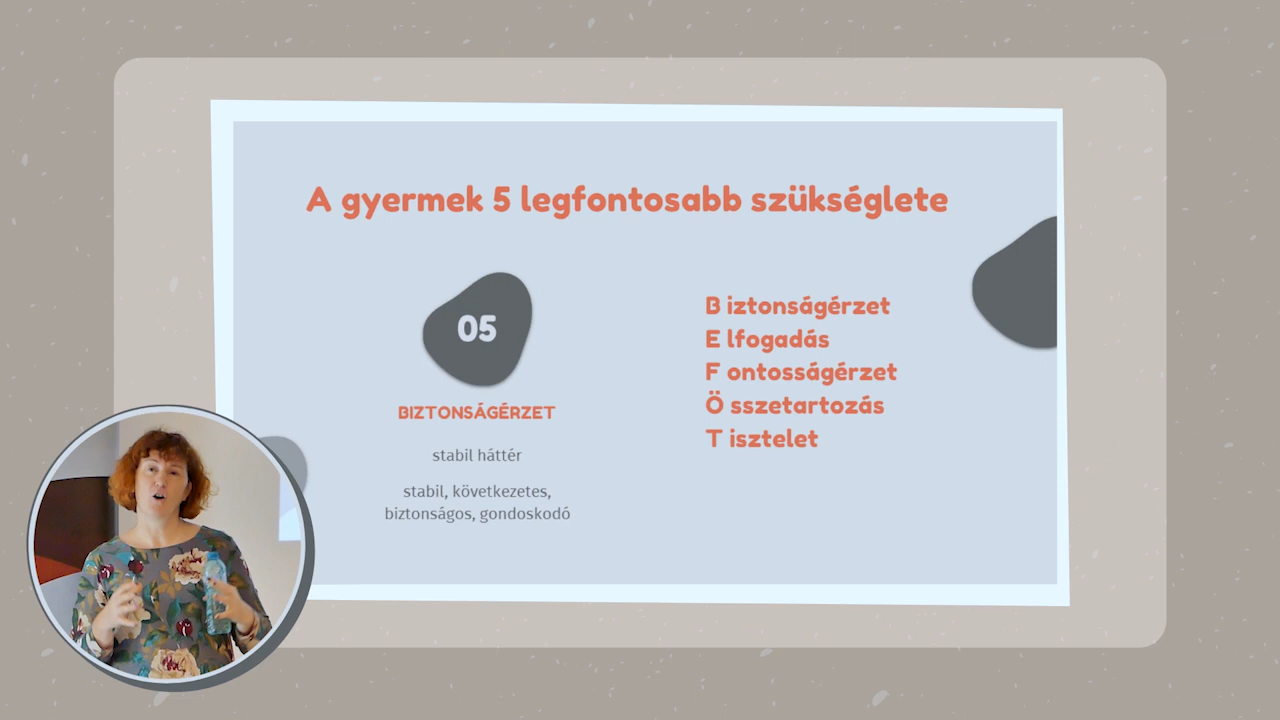 A gyermek 5 legfontosabb szükséglete
05
BIZTONSÁGÉRZET
stabil háttér
stabil, következetes,
biztonságos, gondoskodó
B iztonságérzet
E lfogadás
F ontosságérzet
Ö sszetartozás
T isztelet